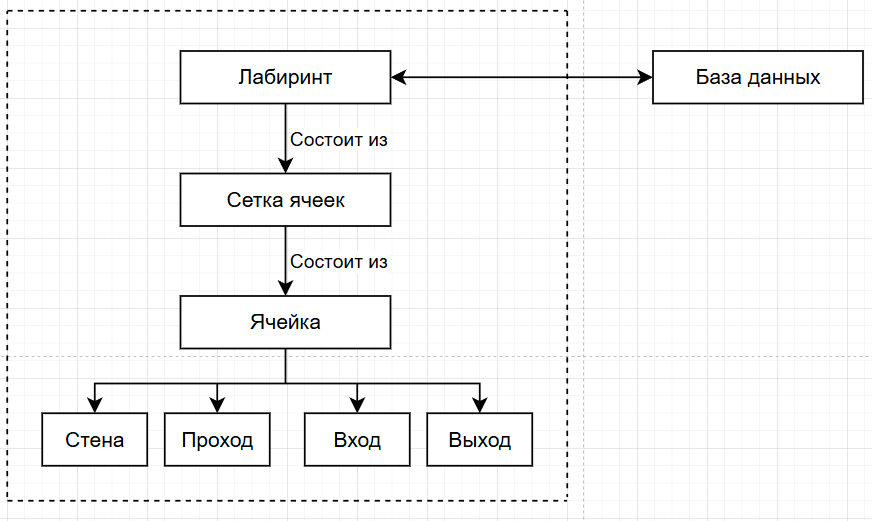 Лабиринт
База данных
Состоит из
Сетка ячеек
Состоит из
Ячейка
Стена
Проход
Вход
Выход